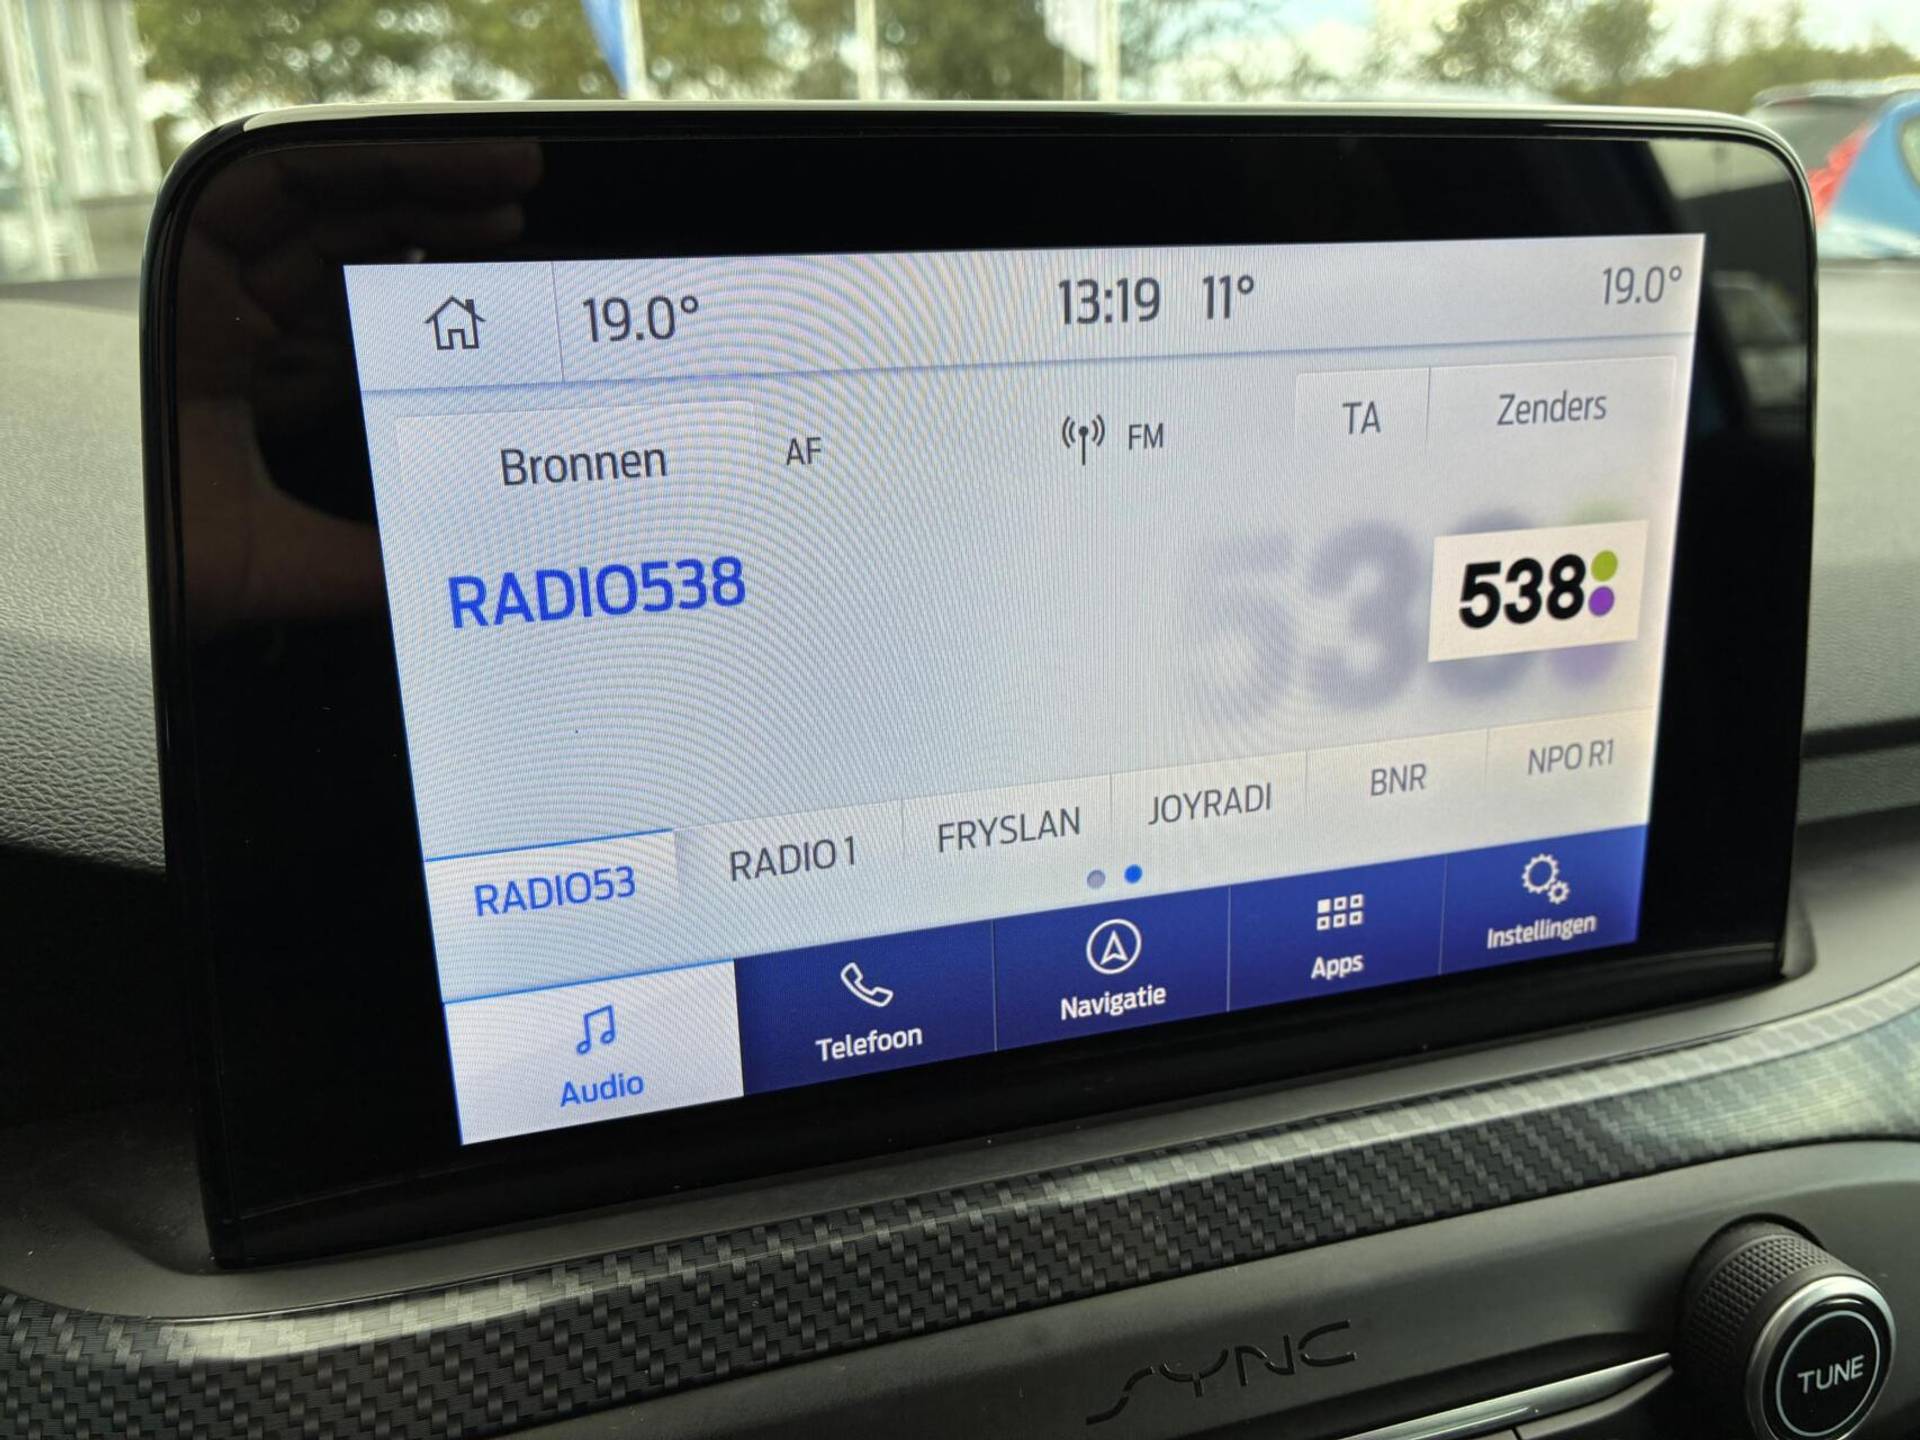 19.0° 13:19 11° 19.0°
Bronnen AF FM TA Zenders
RADIO538
538
538
RADIO53 RADIO 1 FRYSLAN JOYRADI BNR NPO R1
Audio Telefoon Navigatie Apps Instellingen
SYNC
TUNE